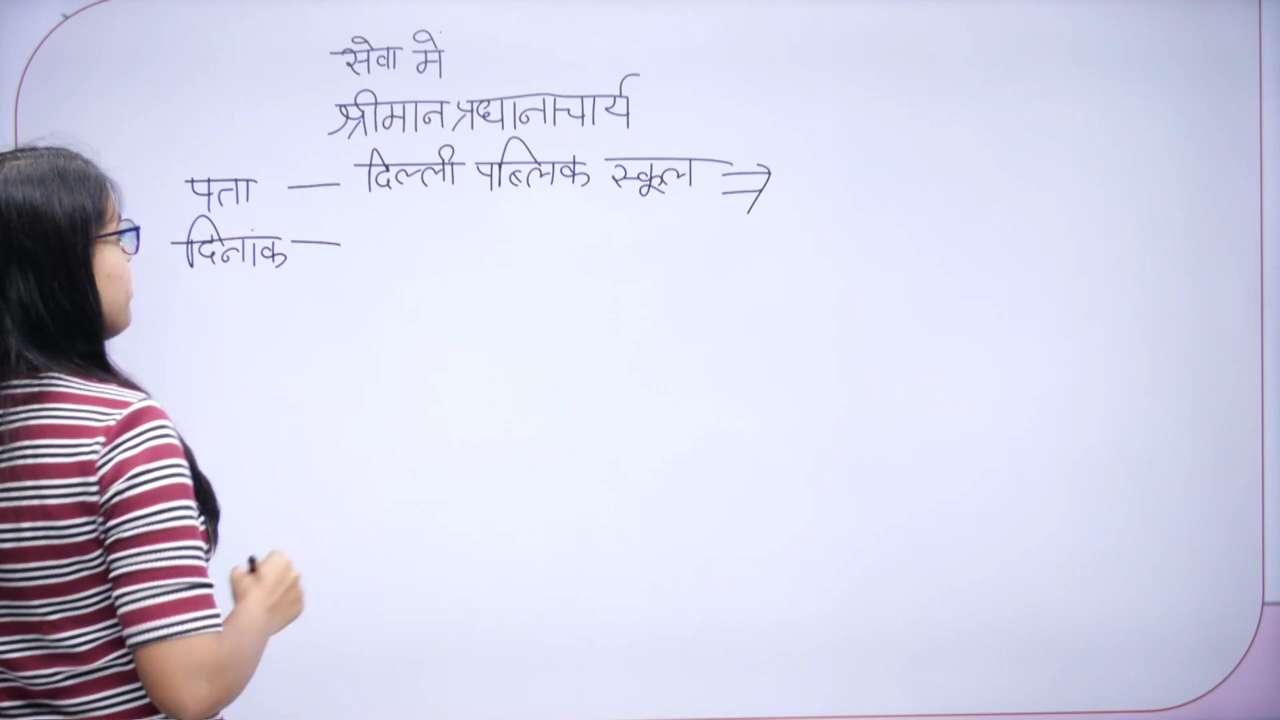 सेवा में
श्रीमान प्रधानाचार्य
पता — दिल्ली पब्लिक स्कूल ⇒
दिनांक —